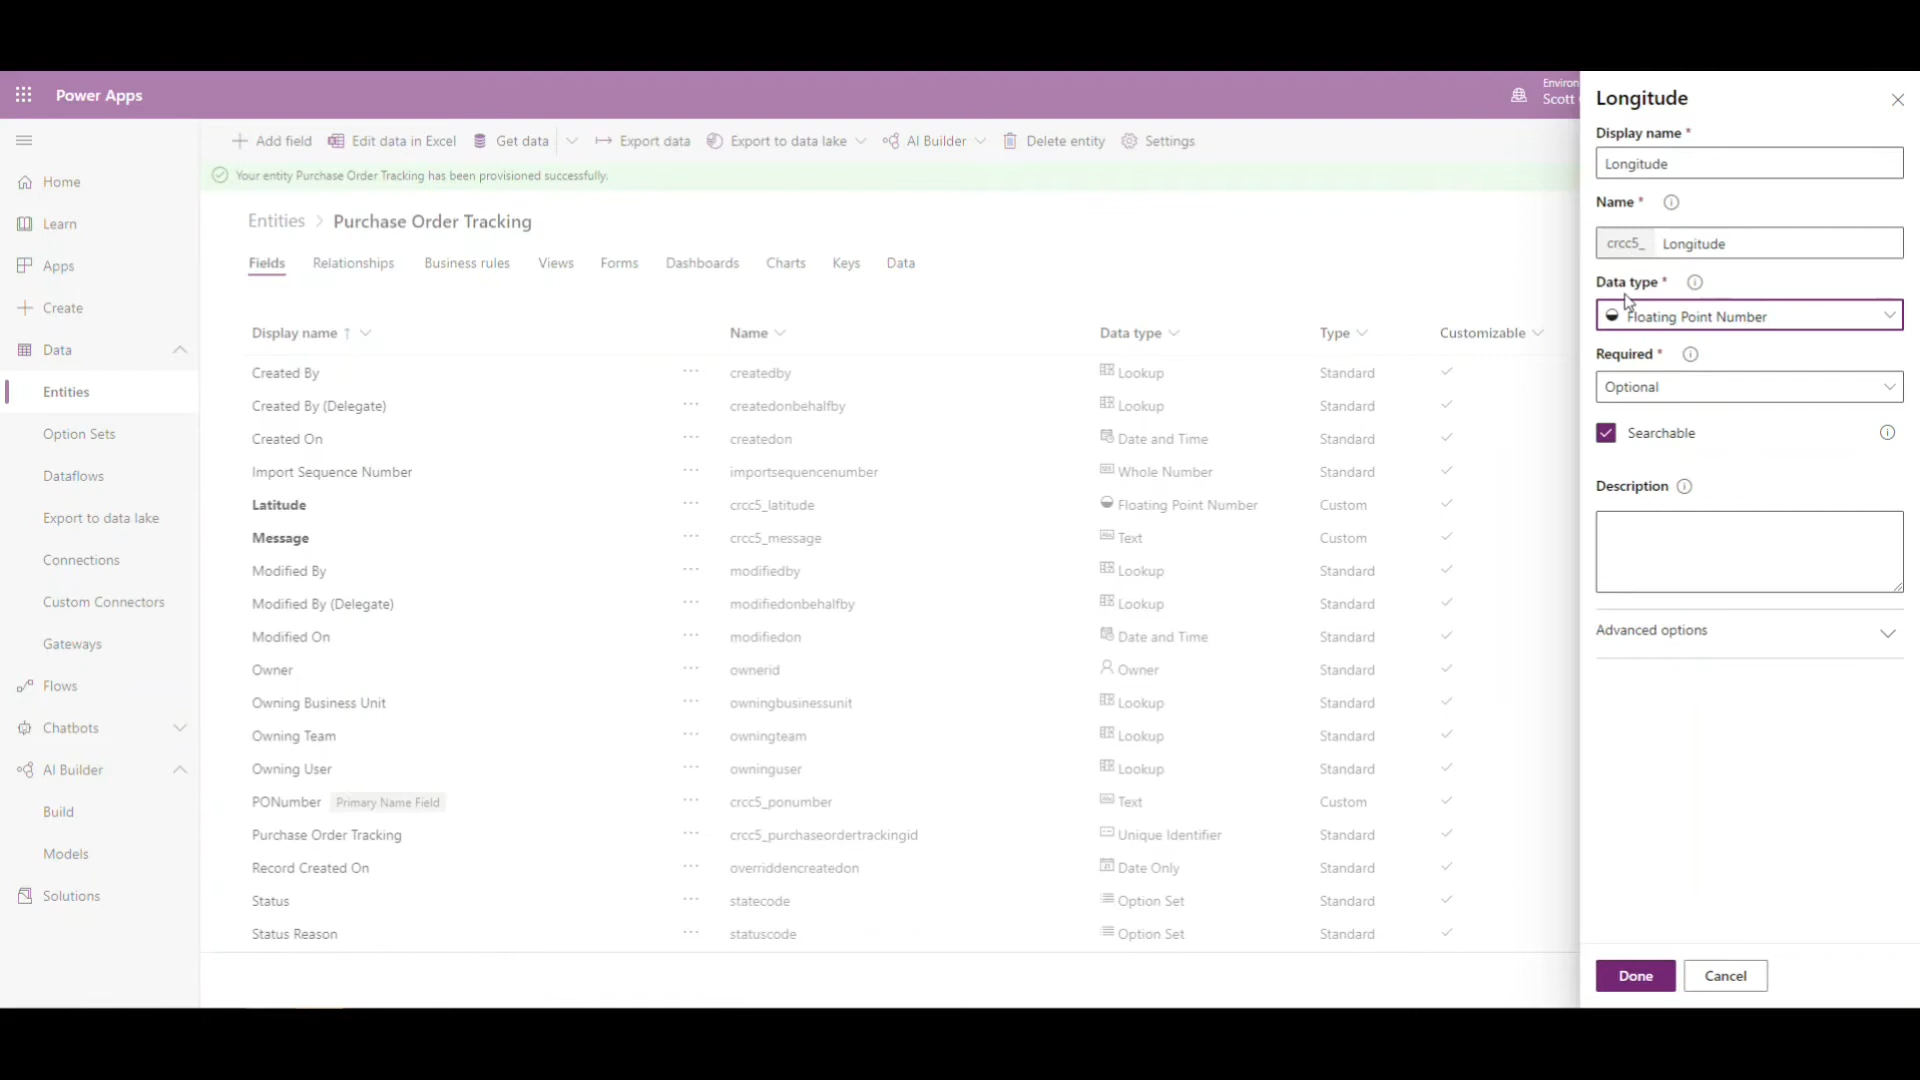 Power Apps
Environ
Scott
Add field
Edit data in Excel
Get data
Export data
Export to data lake
AI Builder
Delete entity
Settings
Your entity Purchase Order Tracking has been provisioned successfully.
Home
Learn
Apps
Create
Data
Entities
Option Sets
Dataflows
Export to data lake
Connections
Custom Connectors
Gateways
Flows
Chatbots
AI Builder
Build
Models
Solutions
Entities > Purchase Order Tracking
Fields Relationships Business rules Views Forms Dashboards Charts Keys Data
Display name ↑ Name Data type Type Customizable
Created By ··· createdby Lookup Standard ✓
Created By (Delegate) ··· createdonbehalfby Lookup Standard ✓
Created On ··· createdon Date and Time Standard ✓
Import Sequence Number ··· importsequencenumber Whole Number Standard ✓
Latitude ··· crcc5_latitude Floating Point Number Custom ✓
Message ··· crcc5_message Text Custom ✓
Modified By ··· modifiedby Lookup Standard ✓
Modified By (Delegate) ··· modifiedonbehalfby Lookup Standard ✓
Modified On ··· modifiedon Date and Time Standard ✓
Owner ··· ownerid Owner Standard ✓
Owning Business Unit ··· owningbusinessunit Lookup Standard ✓
Owning Team ··· owningteam Lookup Standard ✓
Owning User ··· owninguser Lookup Standard ✓
PONumber Primary Name Field ··· crcc5_ponumber Text Custom ✓
Purchase Order Tracking ··· crcc5_purchaseordertrackingid Unique Identifier Standard ✓
Record Created On ··· overriddencreatedon Date Only Standard ✓
Status ··· statecode Option Set Standard ✓
Status Reason ··· statuscode Option Set Standard ✓
Longitude
Display name *
Longitude
Name *
crcc5_ Longitude
Data type *
Floating Point Number
Required *
Optional
Searchable
Description
Advanced options
Done Cancel